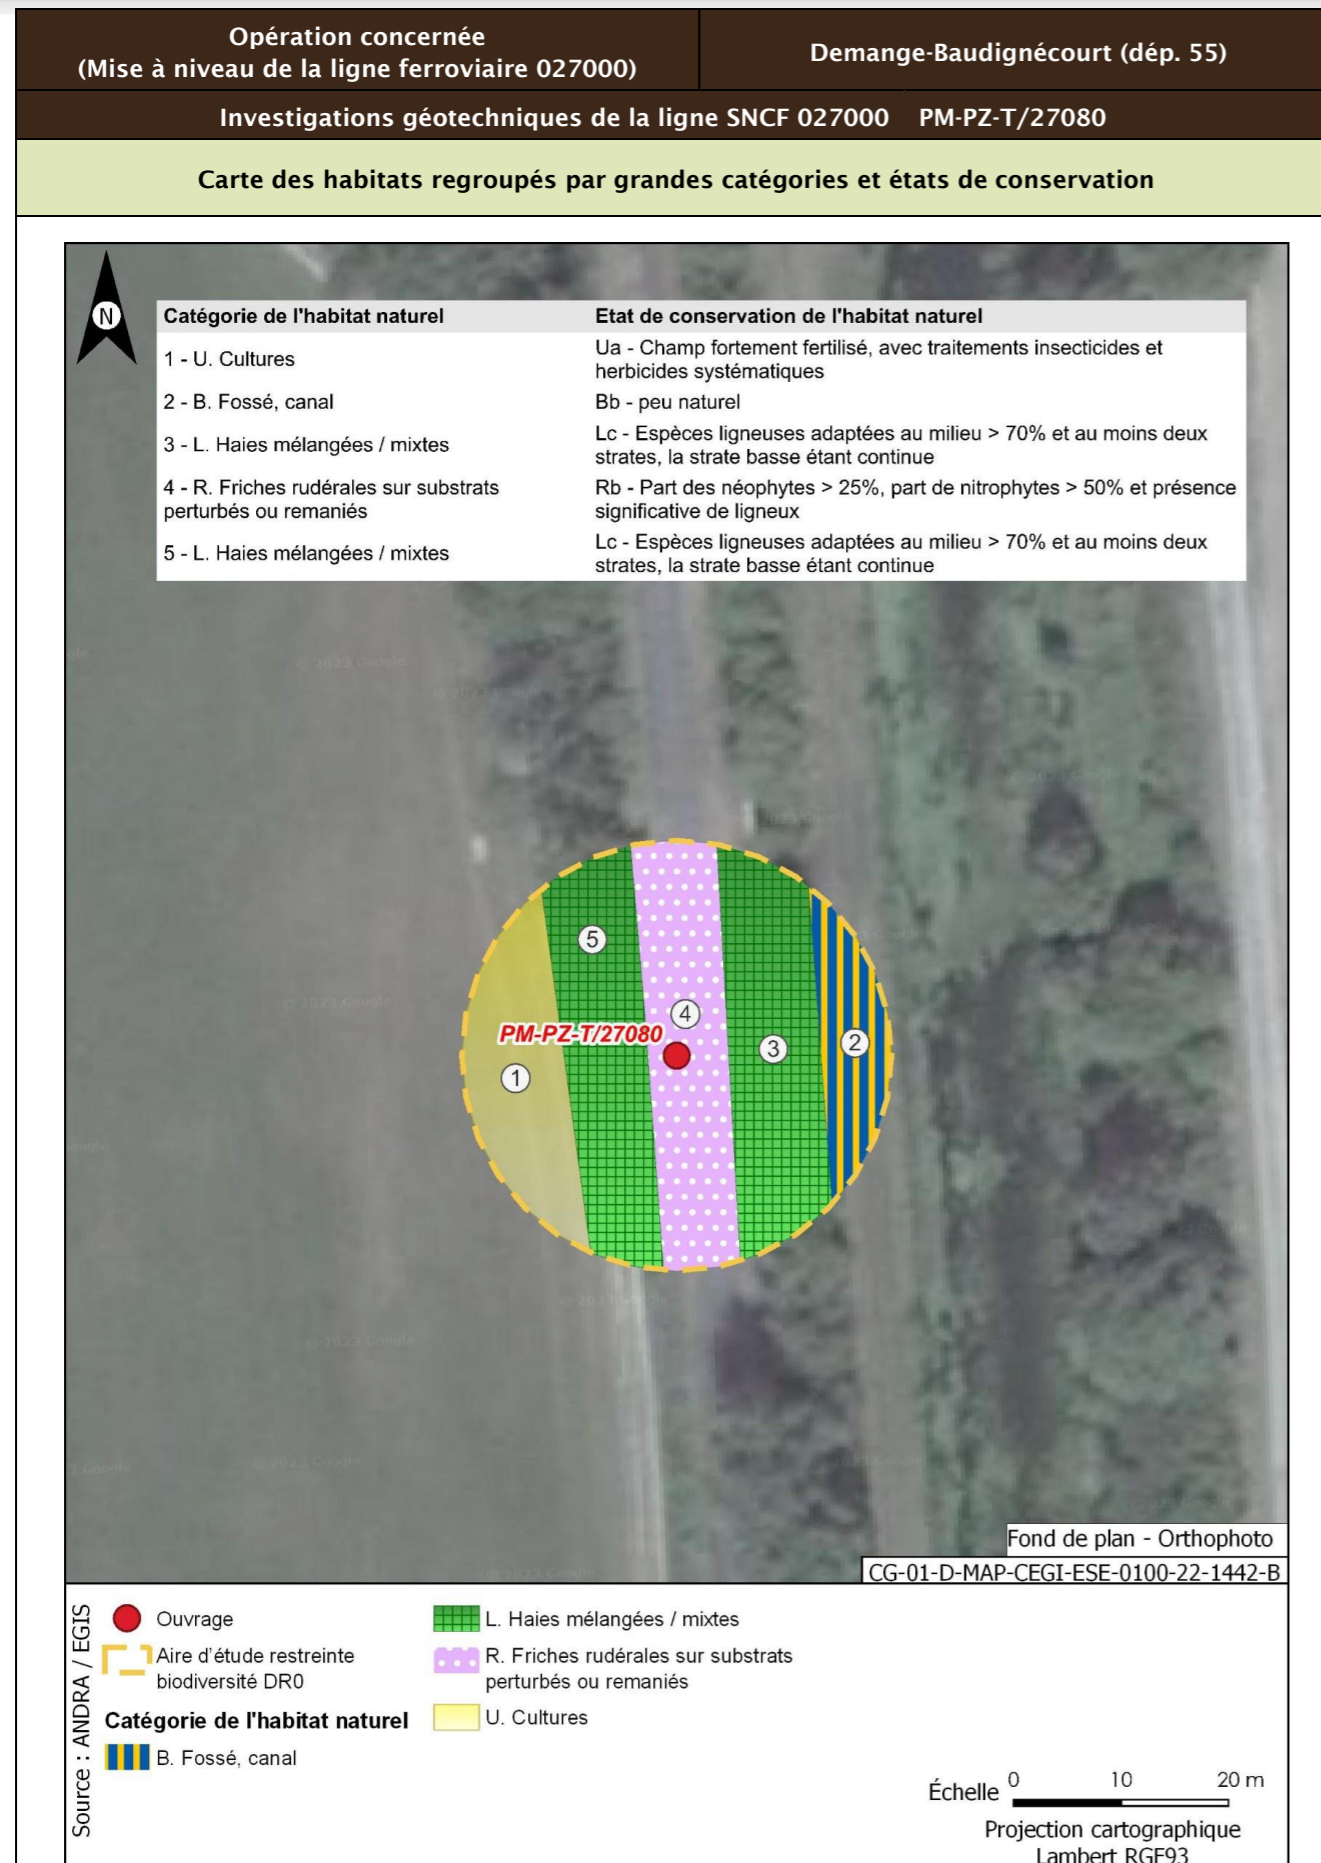 Opération concernée
(Mise à niveau de la ligne ferroviaire 027000)
Demange-Baudignécourt (dép. 55)
Investigations géotechniques de la ligne SNCF 027000 PM-PZ-T/27080
Carte des habitats regroupés par grandes catégories et états de conservation
N
Catégorie de l'habitat naturel
Etat de conservation de l'habitat naturel
1 - U. Cultures
Ua - Champ fortement fertilisé, avec traitements insecticides et
herbicides systématiques
2 - B. Fossé, canal
Bb - peu naturel
3 - L. Haies mélangées / mixtes
Lc - Espèces ligneuses adaptées au milieu > 70% et au moins deux
strates, la strate basse étant continue
4 - R. Friches rudérales sur substrats
perturbés ou remaniés
Rb - Part des néophytes > 25%, part de nitrophytes > 50% et présence
significative de ligneux
5 - L. Haies mélangées / mixtes
Lc - Espèces ligneuses adaptées au milieu > 70% et au moins deux
strates, la strate basse étant continue
© 2023 Google
5
4
PM-PZ-T/27080
3
2
1
Fond de plan - Orthophoto
CG-01-D-MAP-CEGI-ESE-0100-22-1442-B
Source : ANDRA / EGIS
Ouvrage
Aire d'étude restreinte
biodiversité DR0
Catégorie de l'habitat naturel
B. Fossé, canal
L. Haies mélangées / mixtes
R. Friches rudérales sur substrats
perturbés ou remaniés
U. Cultures
Échelle 0 10 20 m
Projection cartographique
Lambert RGF93